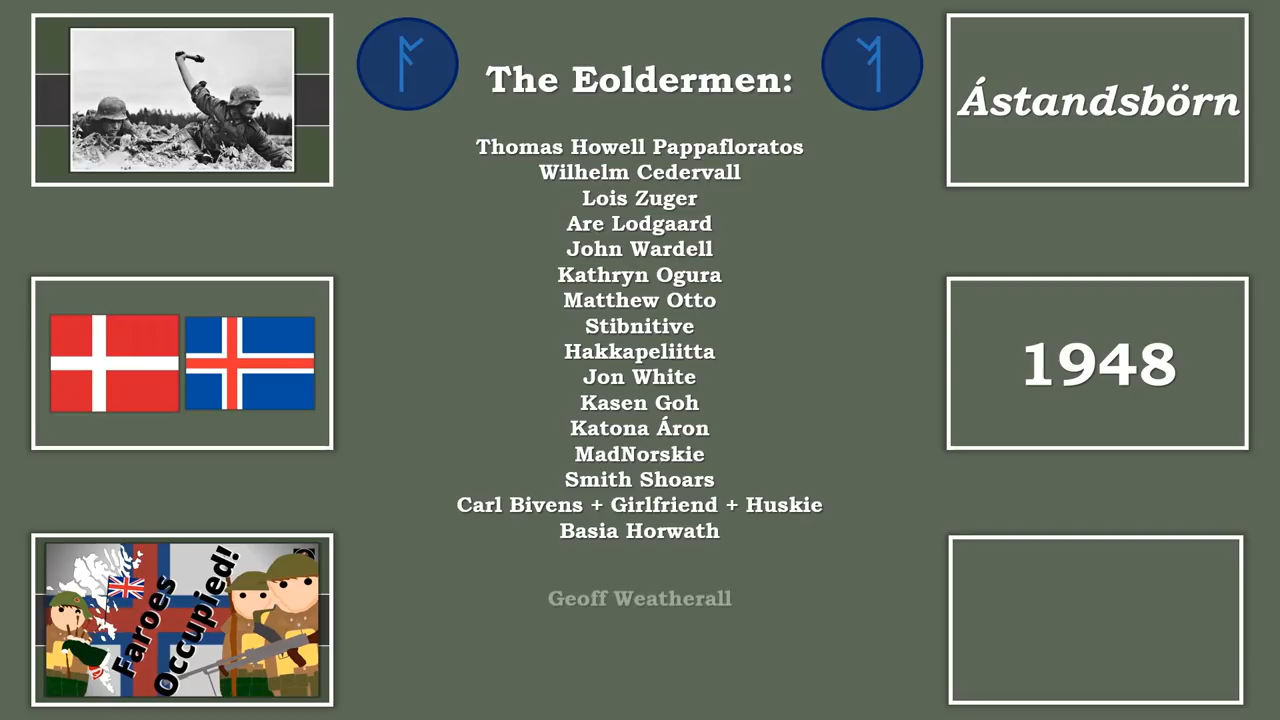 The Eoldermen:
Thomas Howell Pappafloratos
Wilhelm Cedervall
Lois Zuger
Are Lodgaard
John Wardell
Kathryn Ogura
Matthew Otto
Stibnitive
Hakkapeliitta
Jon White
Kasen Goh
Katona Áron
MadNorskie
Smith Shoars
Carl Bivens + Girlfriend + Huskie
Basia Horwath
Geoff Weatherall
Faroes
Occupied!
Ástandsbörn
1948